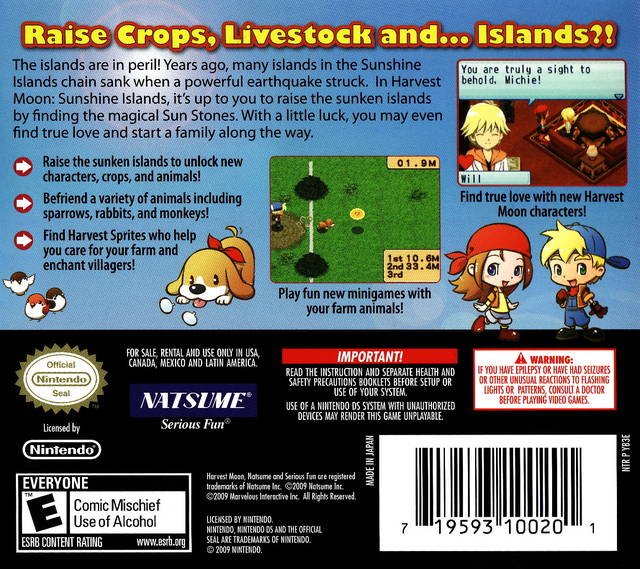 Raise Crops, Livestock and... Islands?!
The islands are in peril! Years ago, many islands in the Sunshine
Islands chain sank when a powerful earthquake struck. In Harvest
Moon: Sunshine Islands, it's up to you to raise the sunken islands
by finding the magical Sun Stones. With a little luck, you may even
find true love and start a family along the way.
You are truly a sight to
behold, Michie!
Will
Find true love with new Harvest
Moon characters!
Raise the sunken islands to unlock new
characters, crops, and animals!
Befriend a variety of animals including
sparrows, rabbits, and monkeys!
Find Harvest Sprites who help
you care for your farm and
enchant villagers!
01.9M
1st 10.6M
2nd 33.4M
3rd
Play fun new minigames with
your farm animals!
Official
Nintendo
Seal
TM
Licensed by
Nintendo®
FOR SALE, RENTAL AND USE ONLY IN USA,
CANADA, MEXICO AND LATIN AMERICA.
NATSUME®
Serious Fun®
IMPORTANT!
READ THE INSTRUCTION AND SEPARATE HEALTH AND
SAFETY PRECAUTIONS BOOKLETS BEFORE SETUP OR
USE OF YOUR SYSTEM.
USE OF A NINTENDO DS SYSTEM WITH UNAUTHORIZED
DEVICES MAY RENDER THIS GAME UNPLAYABLE.
WARNING:
IF YOU HAVE EPILEPSY OR HAVE HAD SEIZURES
OR OTHER UNUSUAL REACTIONS TO FLASHING
LIGHTS OR PATTERNS, CONSULT A DOCTOR
BEFORE PLAYING VIDEO GAMES.
EVERYONE
TM
E
Comic Mischief
Use of Alcohol
ESRB CONTENT RATING www.esrb.org
Harvest Moon, Natsume and Serious Fun are registered
trademarks of Natsume Inc. ©2009 Natsume Inc.
©2009 Marvelous Interactive Inc. All Rights Reserved.
LICENSED BY NINTENDO.
NINTENDO, NINTENDO DS AND THE OFFICIAL
SEAL ARE TRADEMARKS OF NINTENDO.
© 2009 NINTENDO.
MADE IN JAPAN
NTR P YB3E
7 19593 10020 1